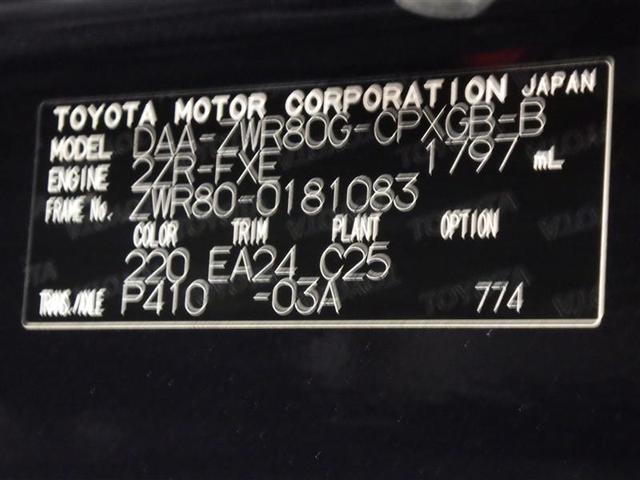 TOYOTA MOTOR CORPORATION JAPAN
MODEL DAA-ZWR80G-CPXGB-B
ENGINE 2ZR-FXE 1797 mL
FRAME No. ZWR80-0181083
COLOR TRIM PLANT OPTION
220 EA24 C25
TRANS./AXLE P410 -03A 774